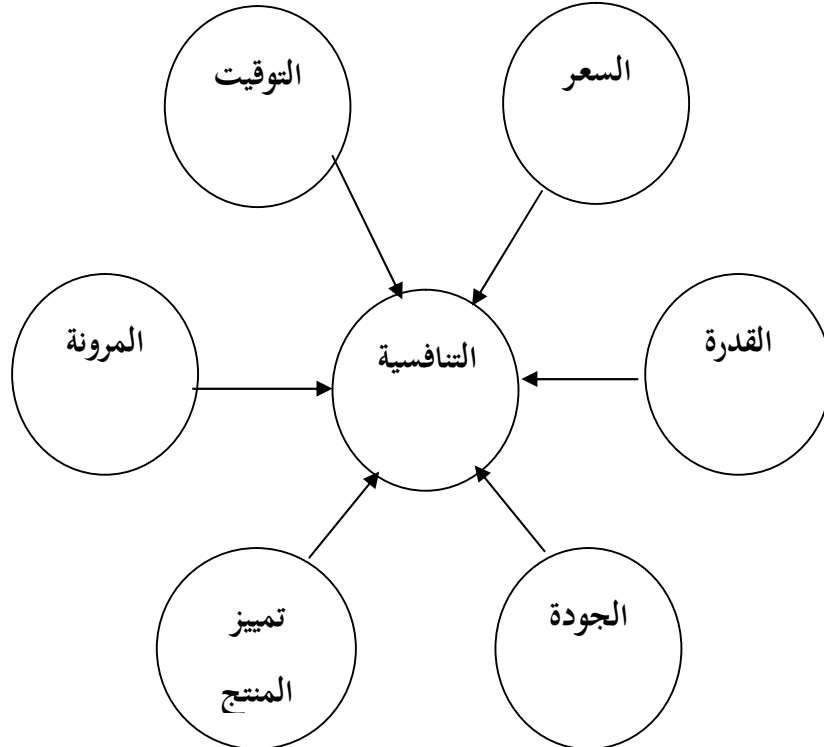 السعر
التوقيت
القدرة
التنافسية
المرونة
الجودة
تمييز
المنتج